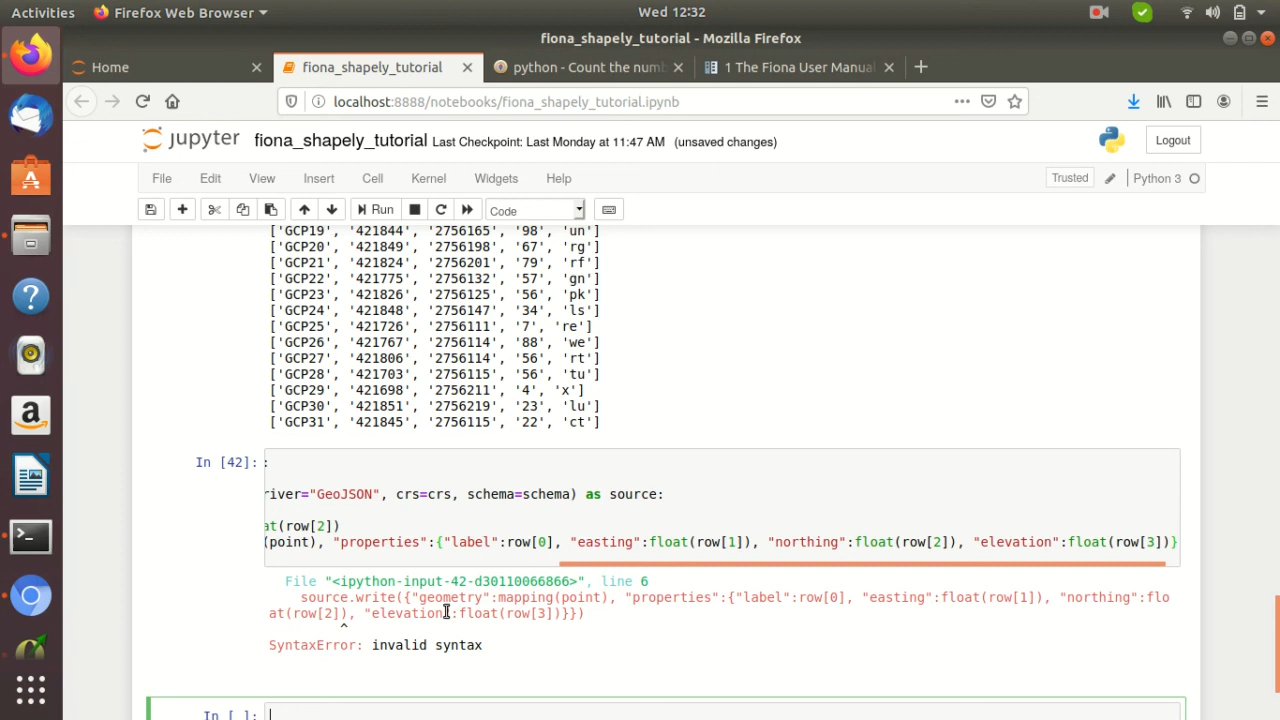 Activities Firefox Web Browser Wed 12:32
fiona_shapely_tutorial - Mozilla Firefox
Home fiona_shapely_tutorial python - Count the numb 1 The Fiona User Manual
localhost:8888/notebooks/fiona_shapely_tutorial.ipynb
jupyter fiona_shapely_tutorial Last Checkpoint: Last Monday at 11:47 AM (unsaved changes) Logout
File Edit View Insert Cell Kernel Widgets Help Trusted Python 3
Run Code
['GCP19', '421844', '2756165', '98', 'un']
['GCP20', '421849', '2756198', '67', 'rg']
['GCP21', '421824', '2756201', '79', 'rf']
['GCP22', '421775', '2756132', '57', 'gn']
['GCP23', '421826', '2756125', '56', 'pk']
['GCP24', '421848', '2756147', '34', 'ls']
['GCP25', '421726', '2756111', '7', 're']
['GCP26', '421767', '2756114', '88', 'we']
['GCP27', '421806', '2756114', '56', 'rt']
['GCP28', '421703', '2756115', '56', 'tu']
['GCP29', '421698', '2756211', '4', 'x']
['GCP30', '421851', '2756219', '23', 'lu']
['GCP31', '421845', '2756115', '22', 'ct']
In [42]: :
river="GeoJSON", crs=crs, schema=schema) as source:
at(row[2])
(point), "properties":{"label":row[0], "easting":float(row[1]), "northing":float(row[2]), "elevation":float(row[3])}
File "<ipython-input-42-d30110066866>", line 6
source.write({"geometry":mapping(point), "properties":{"label":row[0], "easting":float(row[1]), "northing":flo
at(row[2]), "elevation":float(row[3])}})
^
SyntaxError: invalid syntax
In [ ]: